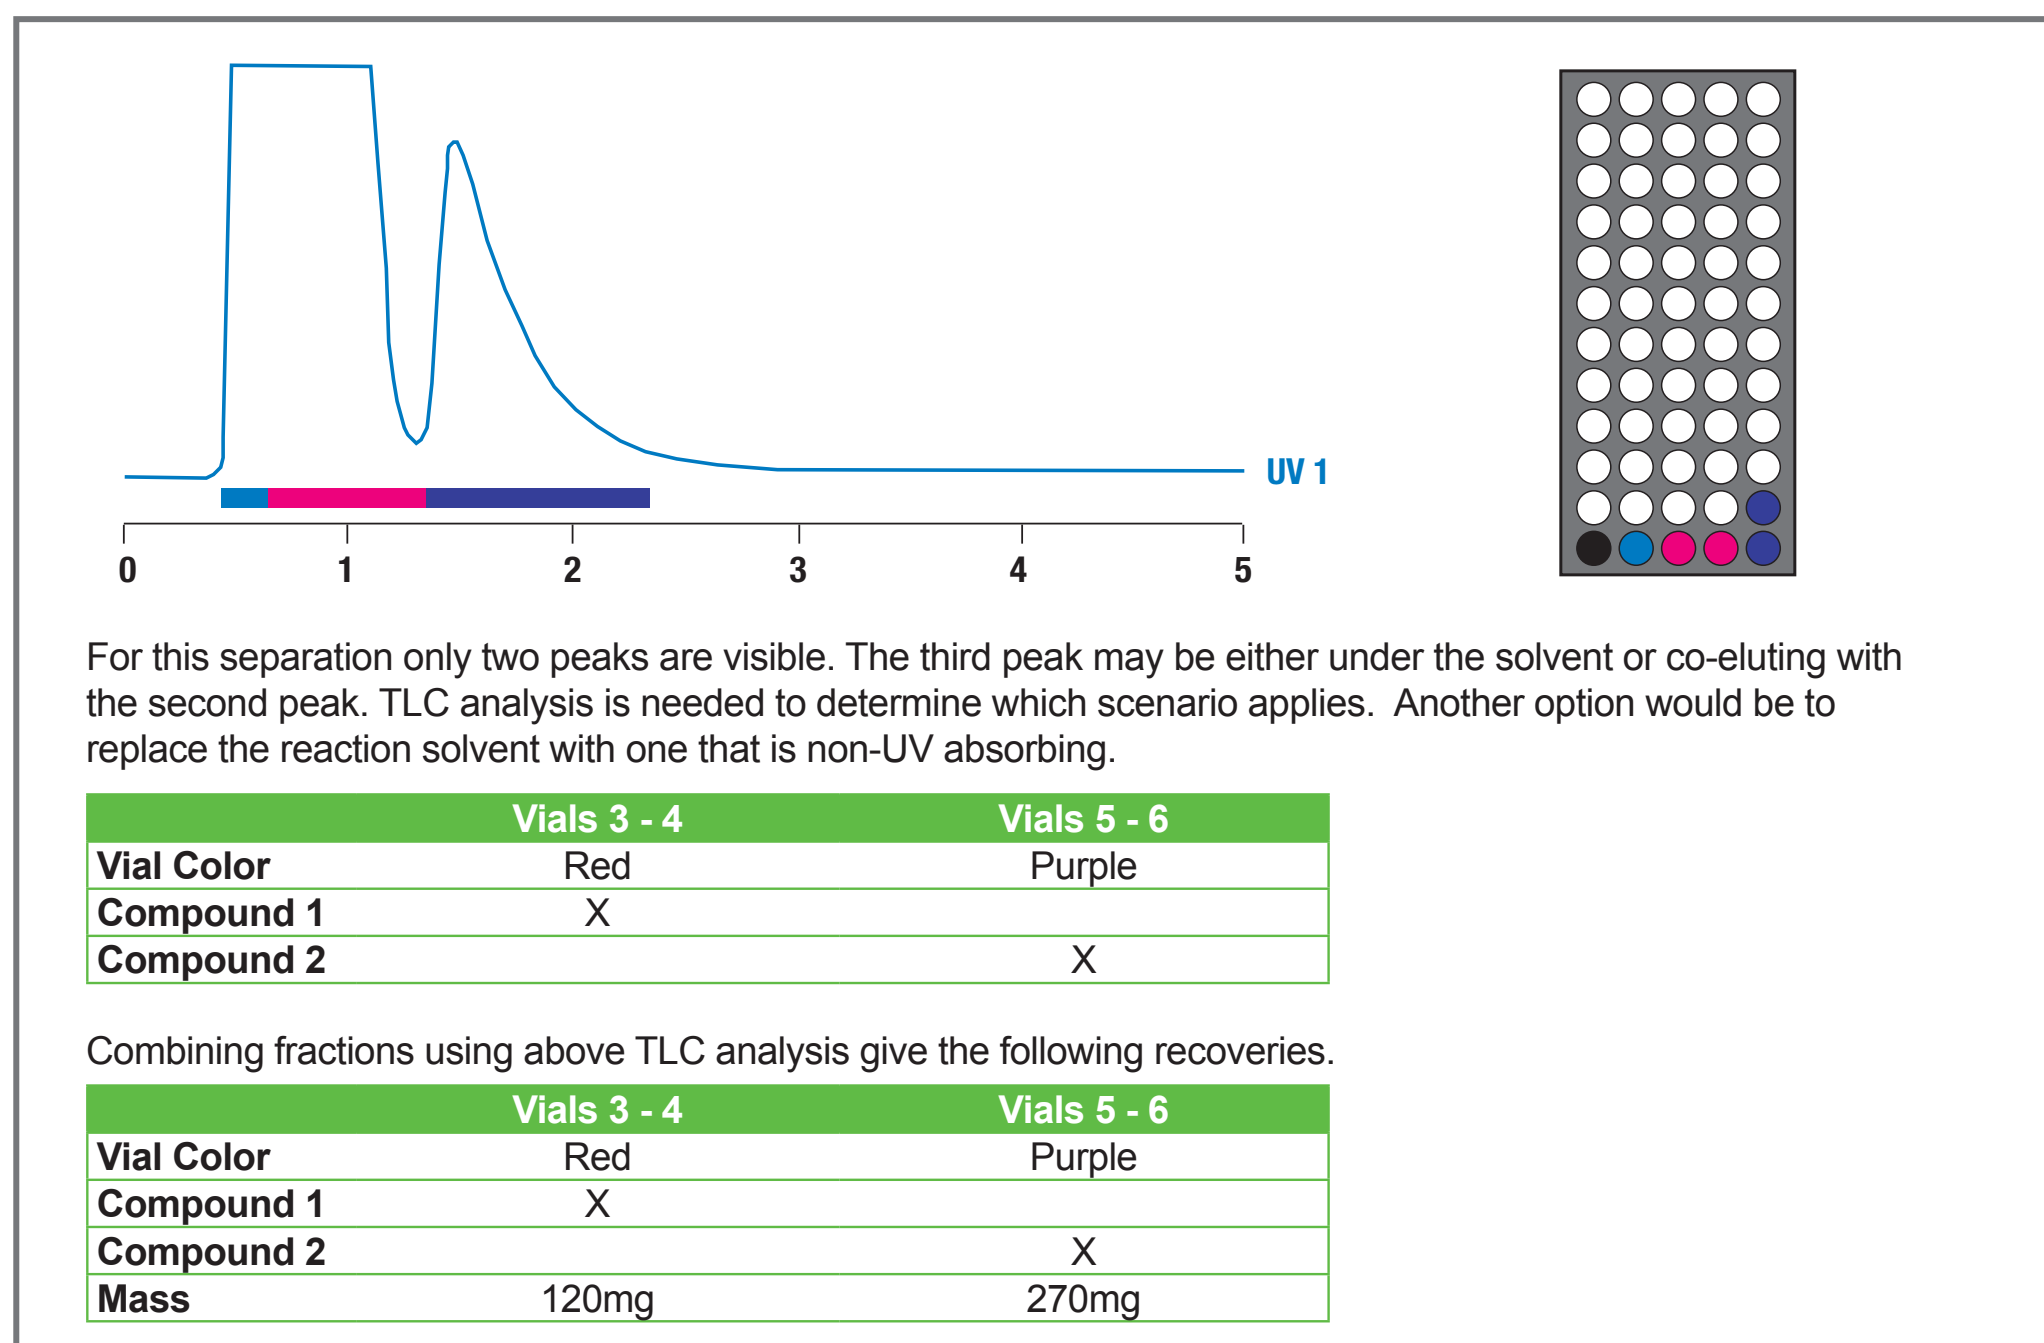 UV 1
0 1 2 3 4 5
For this separation only two peaks are visible. The third peak may be either under the solvent or co-eluting with
the second peak. TLC analysis is needed to determine which scenario applies.  Another option would be to
replace the reaction solvent with one that is non-UV absorbing.
Vials 3 - 4 Vials 5 - 6
Vial Color Red Purple
Compound 1 X
Compound 2 X
Combining fractions using above TLC analysis give the following recoveries.
Vials 3 - 4 Vials 5 - 6
Vial Color Red Purple
Compound 1 X
Compound 2 X
Mass 120mg 270mg